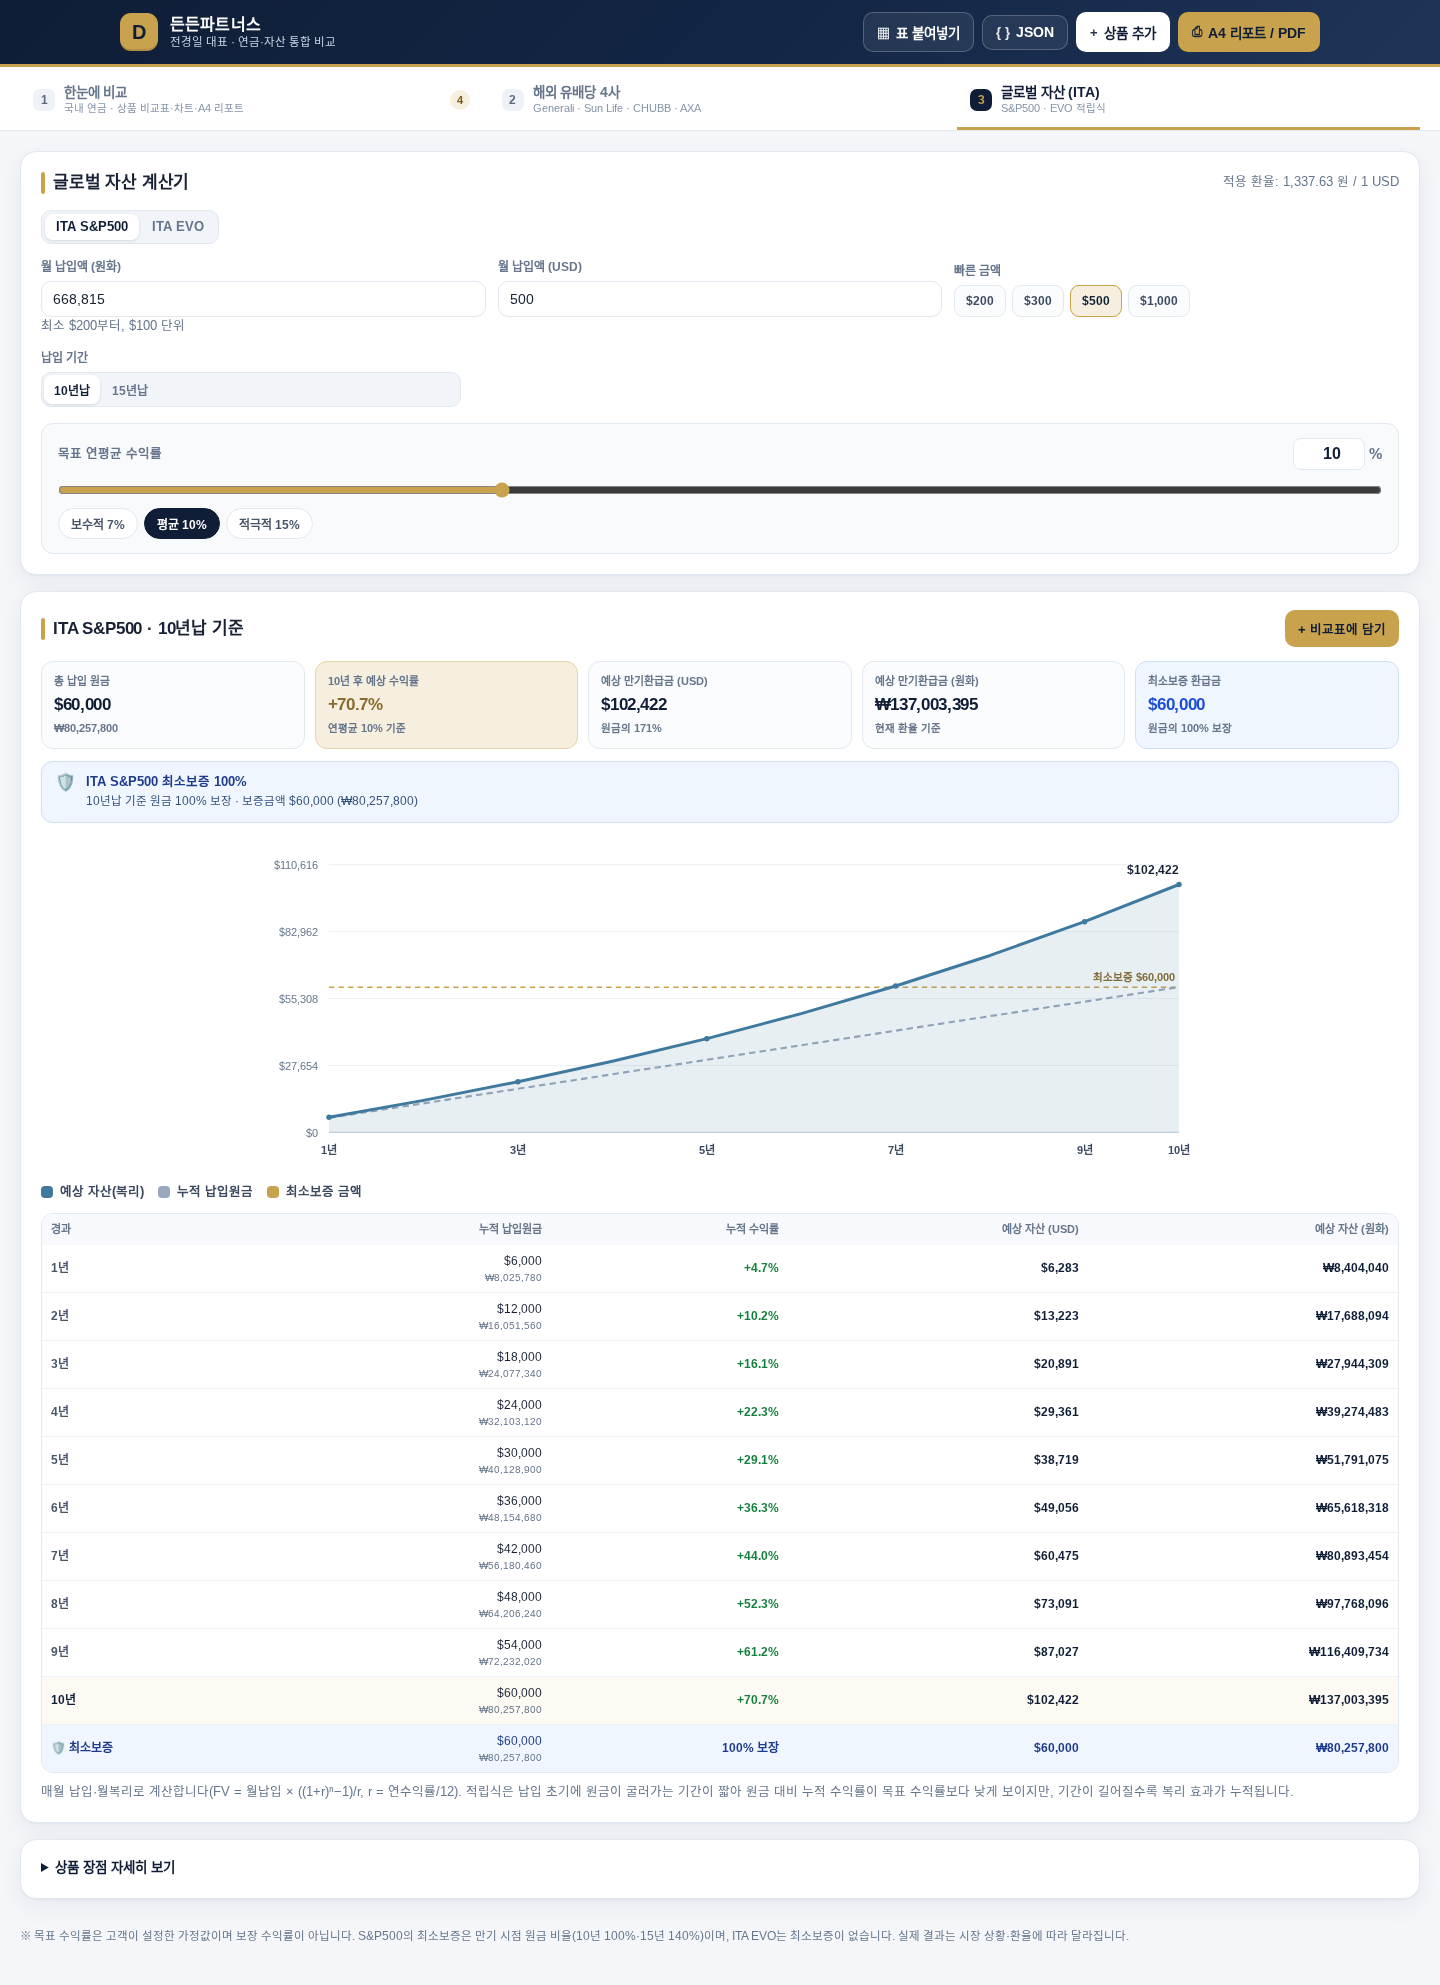 D 든든파트너스
전경일 대표 · 연금·자산 통합 비교
▦ 표 붙여넣기
{ } JSON
+ 상품 추가
⎙ A4 리포트 / PDF
1 한눈에 비교
국내 연금 · 상품 비교표·차트·A4 리포트
4
2 해외 유배당 4사
Generali · Sun Life · CHUBB · AXA
3 글로벌 자산 (ITA)
S&P500 · EVO 적립식
글로벌 자산 계산기
적용 환율: 1,337.63 원 / 1 USD
ITA S&P500 ITA EVO
월 납입액 (원화)
668,815
최소 $200부터, $100 단위
월 납입액 (USD)
500
빠른 금액
$200 $300 $500 $1,000
납입 기간
10년납 15년납
목표 연평균 수익률
10 %
보수적 7% 평균 10% 적극적 15%
ITA S&P500 · 10년납 기준
+ 비교표에 담기
총 납입 원금
$60,000
₩80,257,800
10년 후 예상 수익률
+70.7%
연평균 10% 기준
예상 만기환급금 (USD)
$102,422
원금의 171%
예상 만기환급금 (원화)
₩137,003,395
현재 환율 기준
최소보증 환급금
$60,000
원금의 100% 보장
ITA S&P500 최소보증 100%
10년납 기준 원금 100% 보장 · 보증금액 $60,000 (₩80,257,800)
$110,616
$102,422
$82,962
최소보증 $60,000
$55,308
$27,654
$0
1년 3년 5년 7년 9년 10년
예상 자산(복리) 누적 납입원금 최소보증 금액
경과 누적 납입원금 누적 수익률 예상 자산 (USD) 예상 자산 (원화)
1년 $6,000 +4.7% $6,283 ₩8,404,040
₩8,025,780
2년 $12,000 +10.2% $13,223 ₩17,688,094
₩16,051,560
3년 $18,000 +16.1% $20,891 ₩27,944,309
₩24,077,340
4년 $24,000 +22.3% $29,361 ₩39,274,483
₩32,103,120
5년 $30,000 +29.1% $38,719 ₩51,791,075
₩40,128,900
6년 $36,000 +36.3% $49,056 ₩65,618,318
₩48,154,680
7년 $42,000 +44.0% $60,475 ₩80,893,454
₩56,180,460
8년 $48,000 +52.3% $73,091 ₩97,768,096
₩64,206,240
9년 $54,000 +61.2% $87,027 ₩116,409,734
₩72,232,020
10년 $60,000 +70.7% $102,422 ₩137,003,395
₩80,257,800
최소보증 $60,000 100% 보장 $60,000 ₩80,257,800
₩80,257,800
매월 납입·월복리로 계산합니다(FV = 월납입 × ((1+r)ⁿ−1)/r, r = 연수익률/12). 적립식은 납입 초기에 원금이 굴러가는 기간이 짧아 원금 대비 누적 수익률이 목표 수익률보다 낮게 보이지만, 기간이 길어질수록 복리 효과가 누적됩니다.
▶ 상품 장점 자세히 보기
※ 목표 수익률은 고객이 설정한 가정값이며 보장 수익률이 아닙니다. S&P500의 최소보증은 만기 시점 원금 비율(10년 100%·15년 140%)이며, ITA EVO는 최소보증이 없습니다. 실제 결과는 시장 상황·환율에 따라 달라집니다.